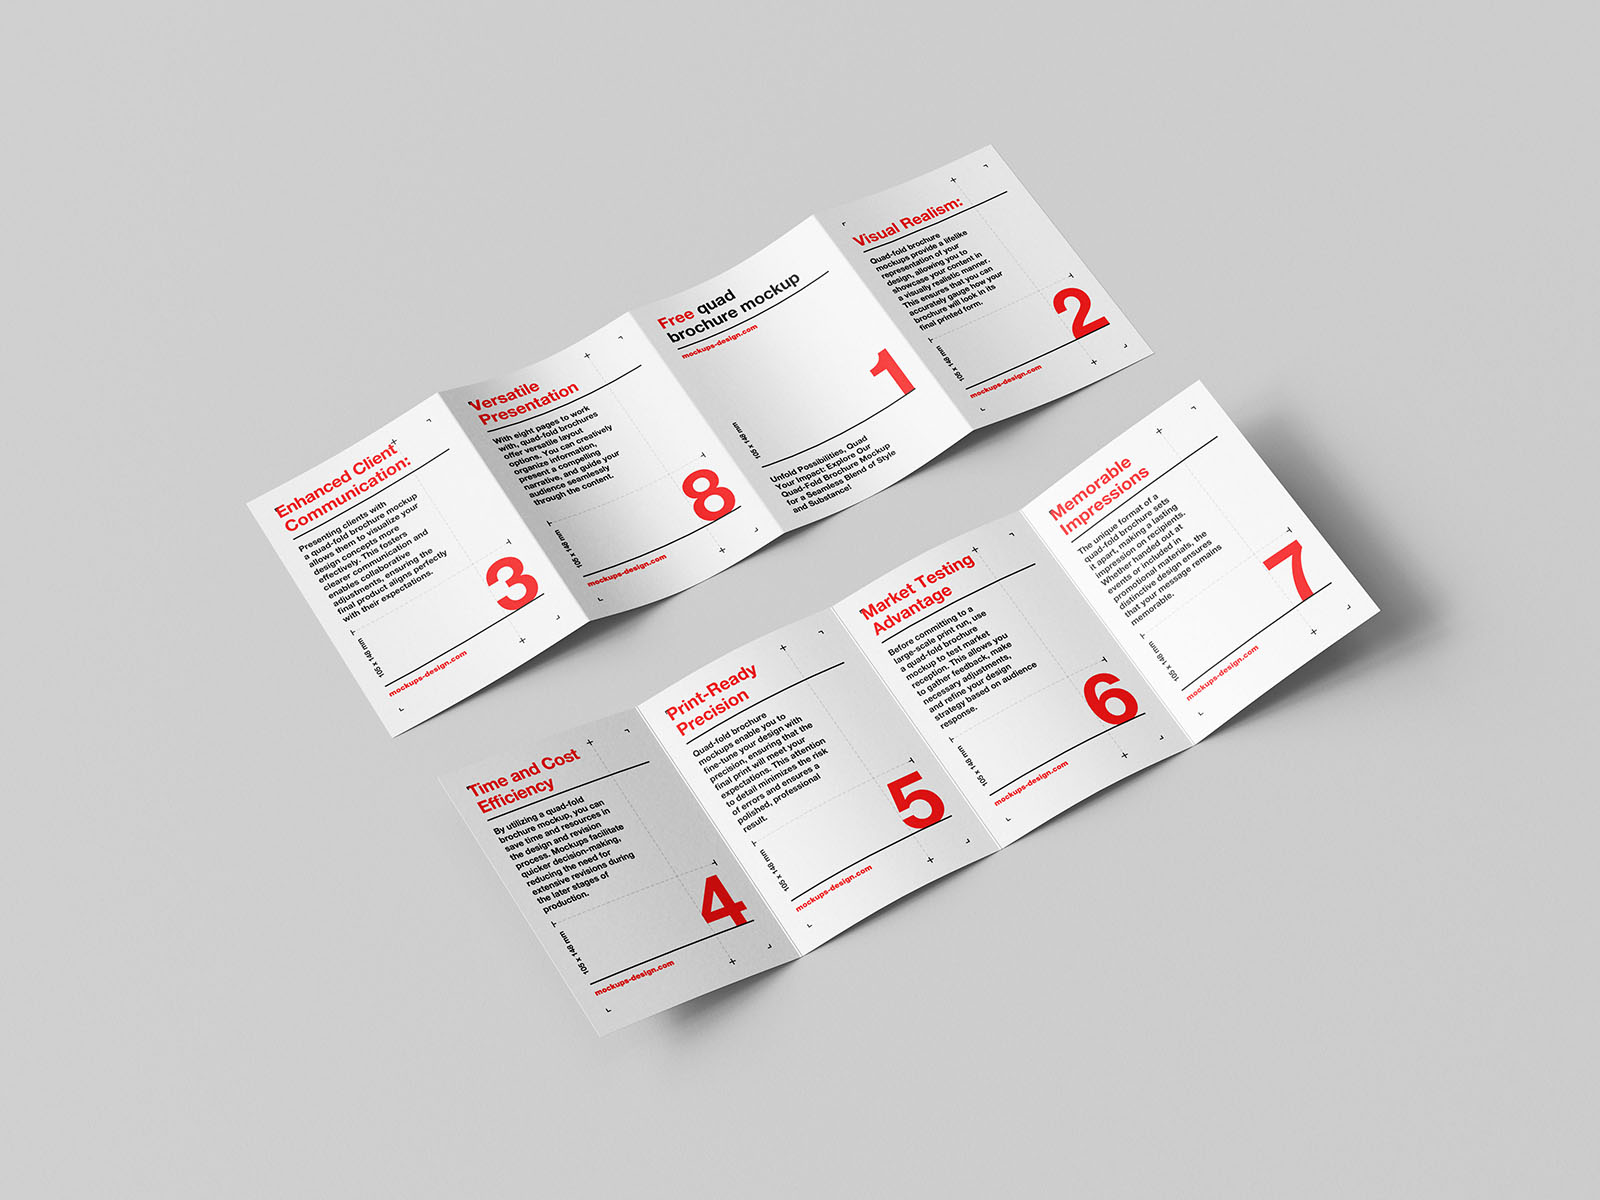 Enhanced Client
Communication:
Presenting clients with
a quad-fold brochure mockup
allows them to visualize your
design concepts more
effectively. This fosters
clearer communication and
enables collaborative
adjustments, ensuring the
final product aligns perfectly
with their expectations.
3
105 x 148 mm
mockups-design.com
Versatile
Presentation
With eight pages to work
with, quad-fold brochures
offer versatile layout
options. You can creatively
organize information,
present a compelling
narrative, and guide your
audience seamlessly
through the content.
8
105 x 148 mm
mockups-design.com
Free quad
brochure mockup
mockups-design.com
1
105 x 148 mm
Unfold Possibilities, Quad
Your Impact: Explore Our
Quad-Fold Brochure Mockup
for a Seamless Blend of Style
and Substance!
Visual Realism:
Quad-fold brochure
mockups provide a lifelike
representation of your
design, allowing you to
showcase your content in
a visually realistic manner.
This ensures that you can
accurately gauge how your
brochure will look in its
final printed form.
2
105 x 148 mm
mockups-design.com
Time and Cost
Efficiency
By utilizing a quad-fold
brochure mockup, you can
save time and resources in
the design and revision
process. Mockups facilitate
quicker decision-making,
reducing the need for
extensive revisions during
the later stages of
production.
4
105 x 148 mm
mockups-design.com
Print-Ready
Precision
Quad-fold brochure
mockups enable you to
fine-tune your design with
precision, ensuring that the
final print will meet your
expectations. This attention
to detail minimizes the risk
of errors and ensures a
polished, professional
result.
5
105 x 148 mm
mockups-design.com
Market Testing
Advantage
Before committing to a
large-scale print run, use
a quad-fold brochure
mockup to test market
reception. This allows you
to gather feedback, make
necessary adjustments,
and refine your design
strategy based on audience
response.
6
105 x 148 mm
mockups-design.com
Memorable
Impressions
The unique format of a
quad-fold brochure sets
it apart, making a lasting
impression on recipients.
Whether handed out at
events or included in
promotional materials, the
distinctive design ensures
that your message remains
memorable.
7
105 x 148 mm
mockups-design.com